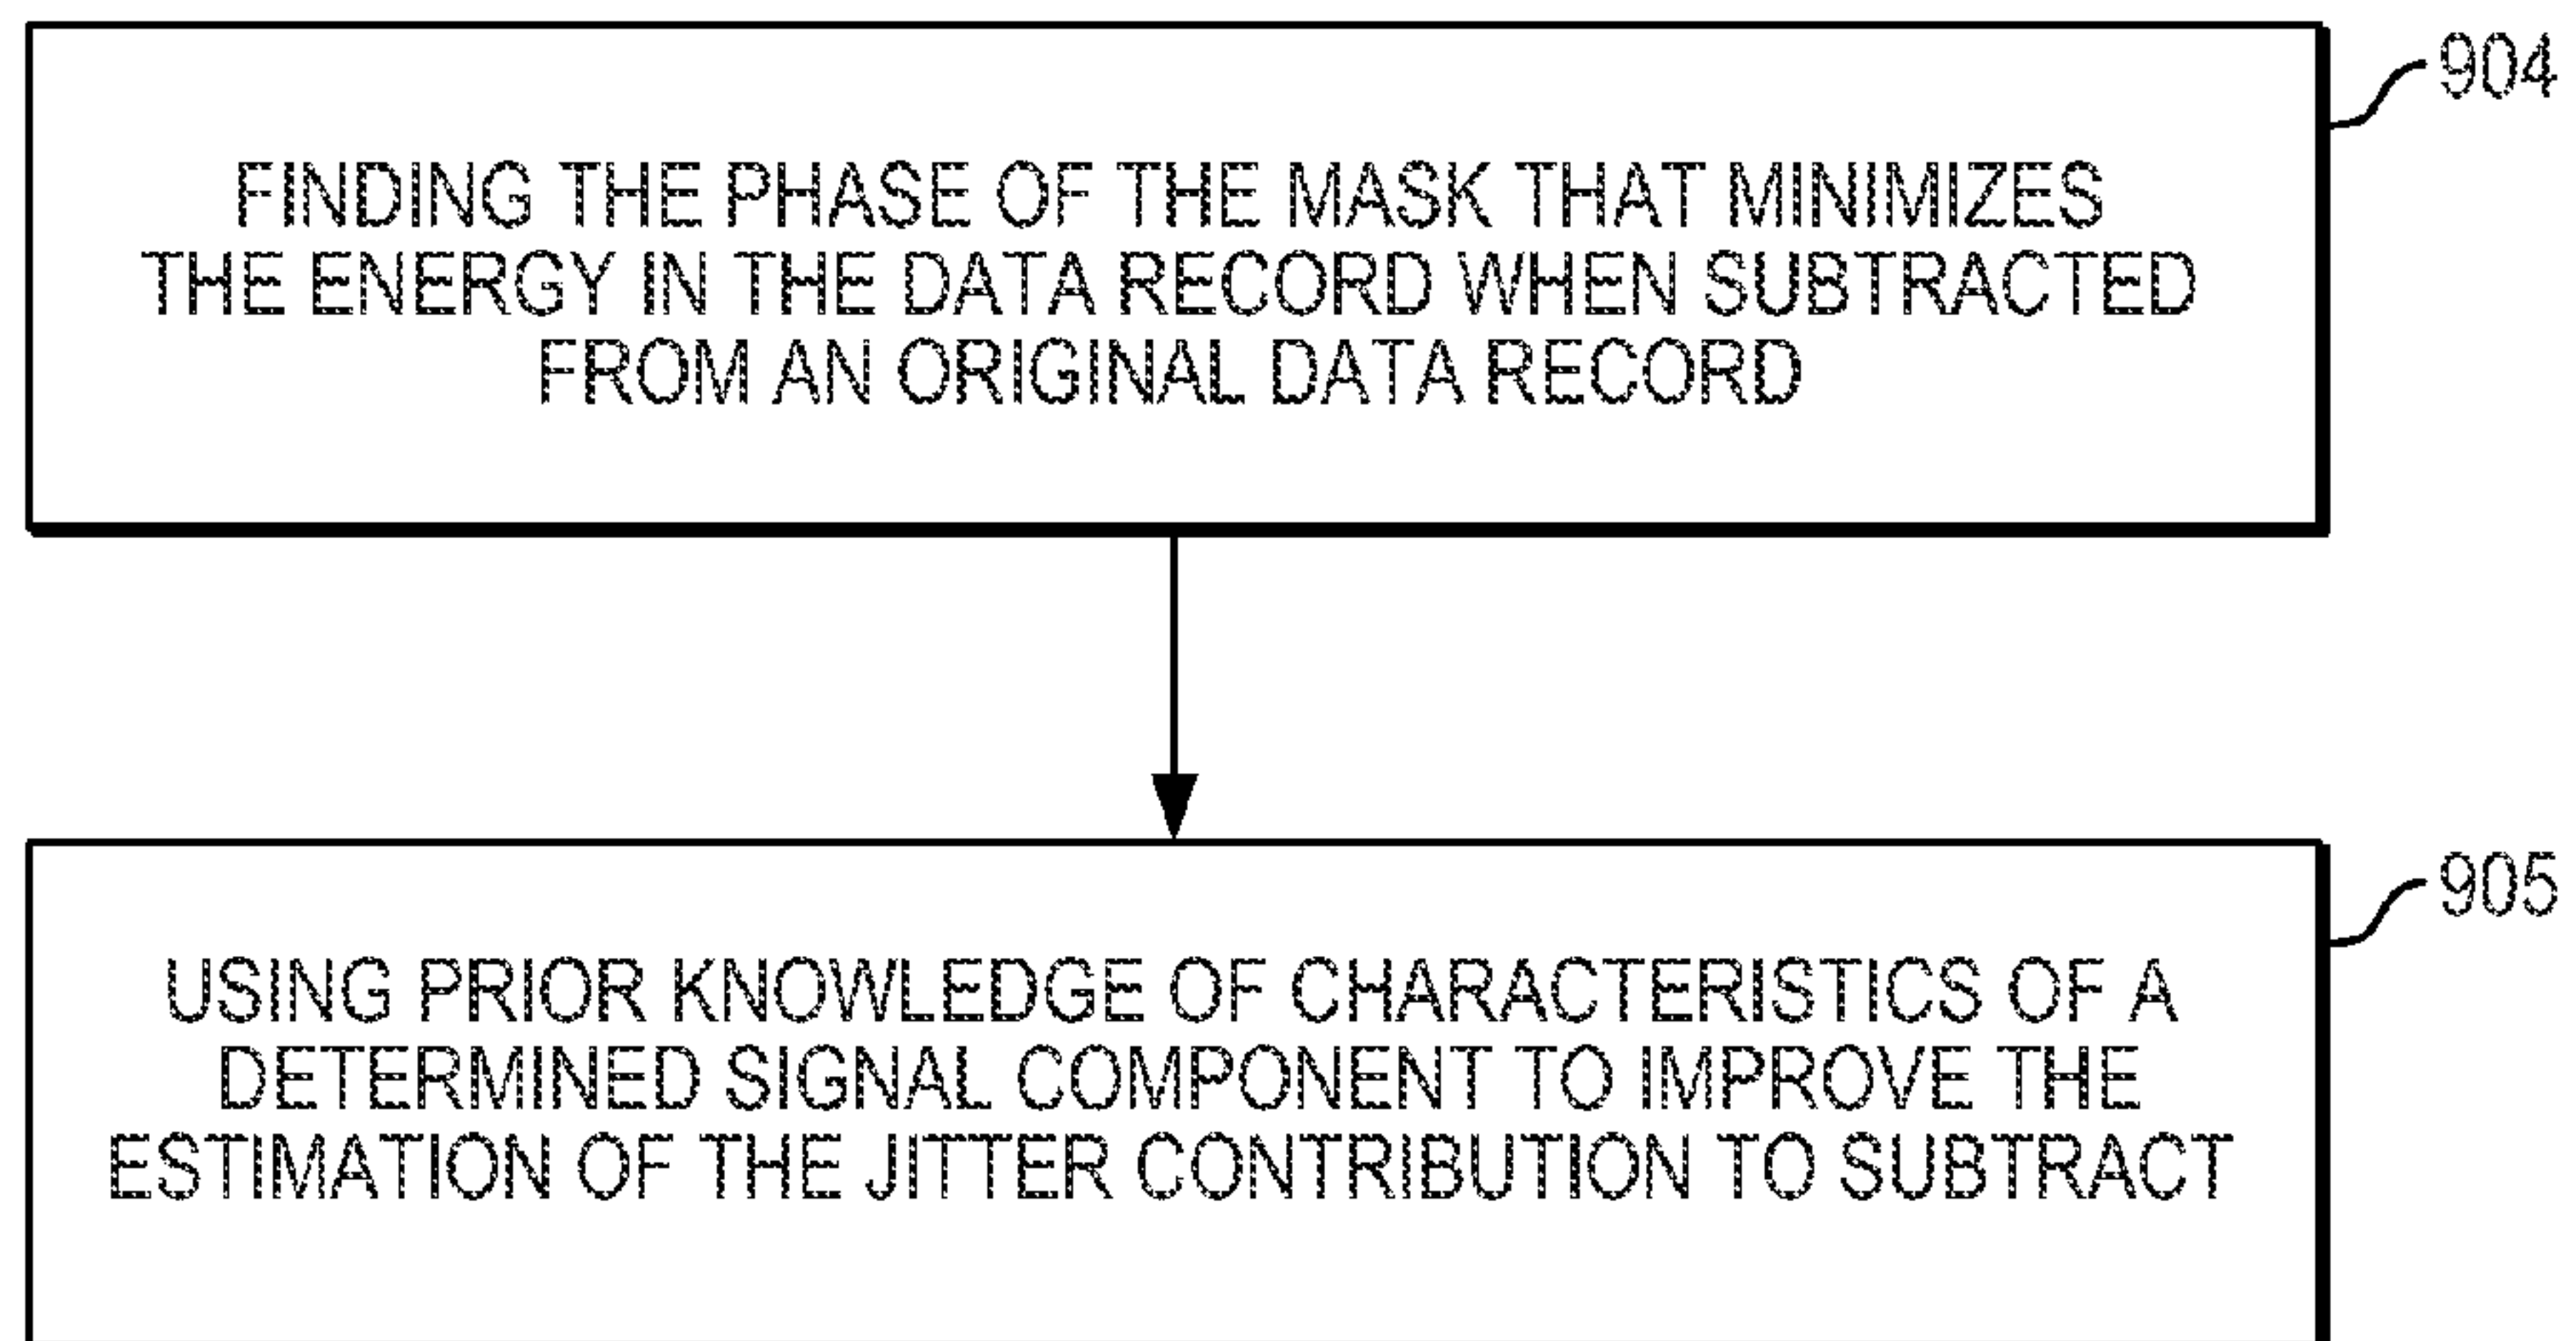 904
FINDING THE PHASE OF THE MASK THAT MINIMIZES
THE ENERGY IN THE DATA RECORD WHEN SUBTRACTED
FROM AN ORIGINAL DATA RECORD
905
USING PRIOR KNOWLEDGE OF CHARACTERISTICS OF A
DETERMINED SIGNAL COMPONENT TO IMPROVE THE
ESTIMATION OF THE JITTER CONTRIBUTION TO SUBTRACT